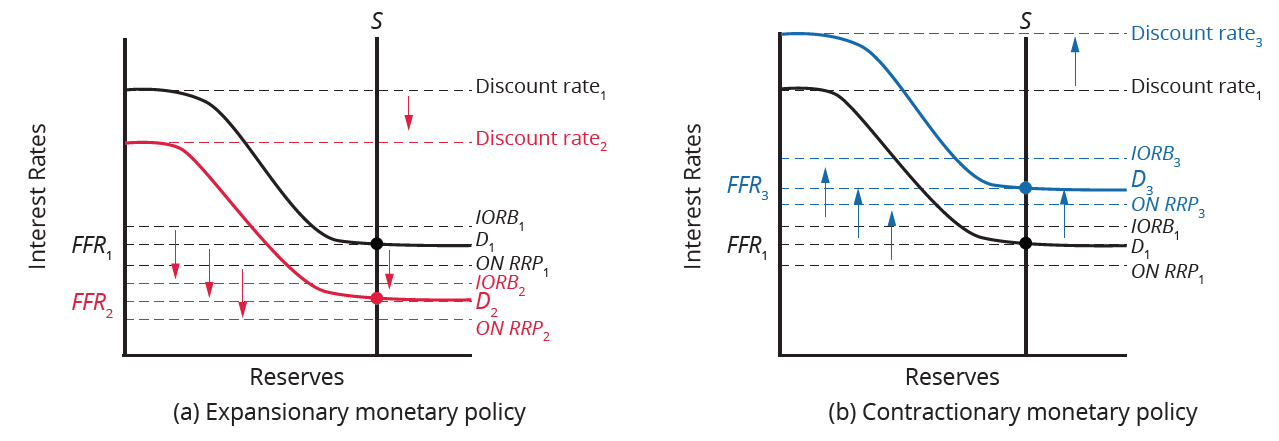 S
Interest Rates
Discount rate₁
Discount rate₂
IORB₁
FFR₁
D₁
ON RRP₁
IORB₂
FFR₂
D₂
ON RRP₂
Reserves
(a) Expansionary monetary policy
S
Interest Rates
Discount rate₃
Discount rate₁
IORB₃
FFR₃
D₃
ON RRP₃
IORB₁
FFR₁
D₁
ON RRP₁
Reserves
(b) Contractionary monetary policy